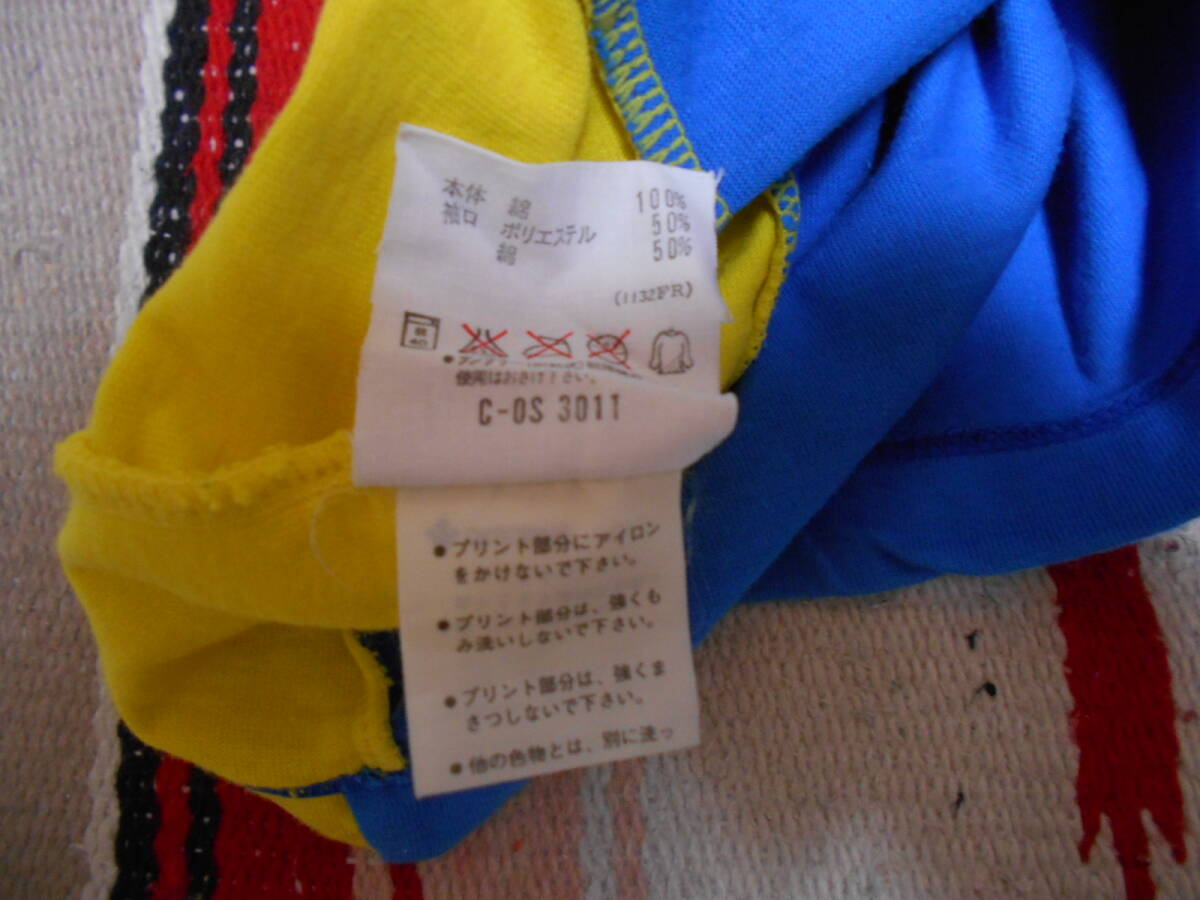 本体 綿 100%
袖口 ポリエステル 50%
綿 50%
(1132FR)
40
使用はおさけ下さい。
C-OS 3011
●プリント部分にアイロン
をかけないで下さい。
●プリント部分は、強くも
み洗いしないで下さい。
●プリント部分は、強くま
さつしないで下さい。
●他の色物とは、別に洗っ